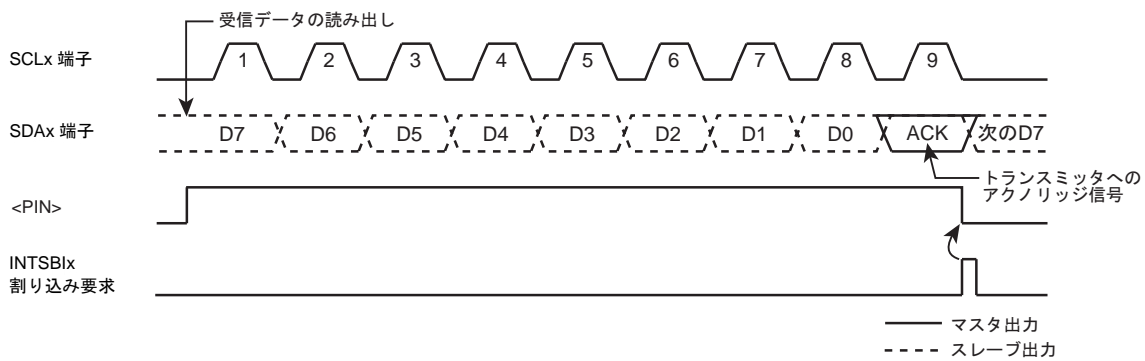 受信データの読み出し
SCLx 端子
1 2 3 4 5 6 7 8 9
SDAx 端子
D7 D6 D5 D4 D3 D2 D1 D0 ACK 次のD7
トランスミッタへの
アクノリッジ信号
<PIN>
INTSBIx
割り込み要求
マスタ出力
スレーブ出力